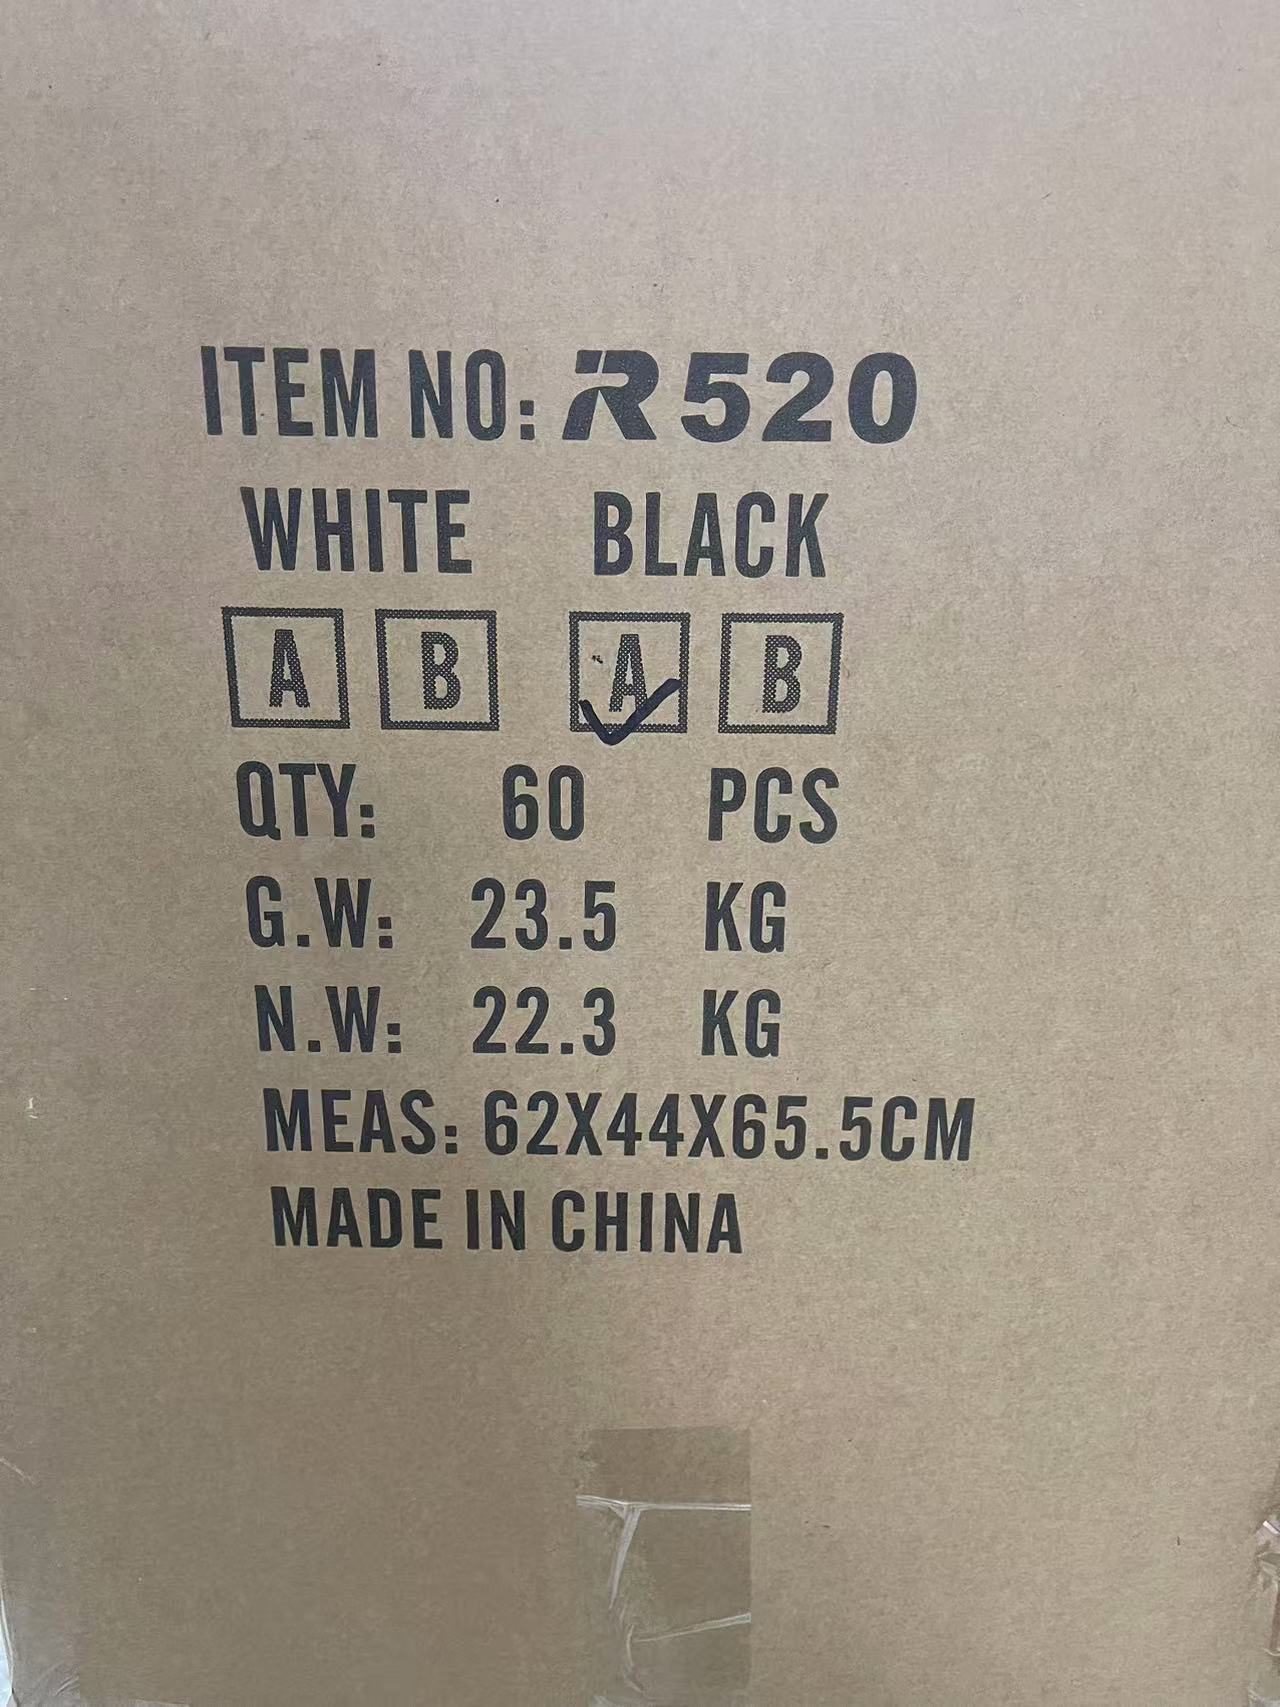 ITEM NO: R520
WHITE BLACK
A B A B
QTY: 60 PCS
G.W: 23.5 KG
N.W: 22.3 KG
MEAS: 62X44X65.5CM
MADE IN CHINA